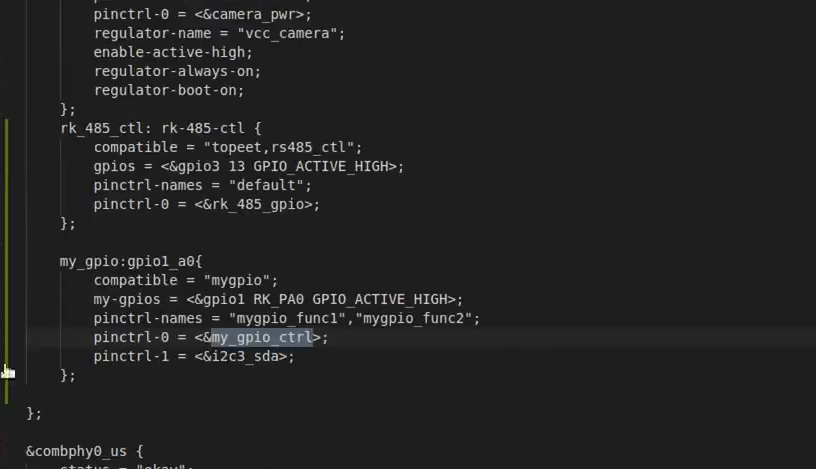 pinctrl-0 = <&camera_pwr>;
regulator-name = "vcc_camera";
enable-active-high;
regulator-always-on;
regulator-boot-on;
};
rk_485_ctl: rk-485-ctl {
compatible = "topeet,rs485_ctl";
gpios = <&gpio3 13 GPIO_ACTIVE_HIGH>;
pinctrl-names = "default";
pinctrl-0 = <&rk_485_gpio>;
};
my_gpio:gpio1_a0{
compatible = "mygpio";
my-gpios = <&gpio1 RK_PA0 GPIO_ACTIVE_HIGH>;
pinctrl-names = "mygpio_func1","mygpio_func2";
pinctrl-0 = <&my_gpio_ctrl>;
pinctrl-1 = <&i2c3_sda>;
};
};
&combphy0_us {
status = "okay";